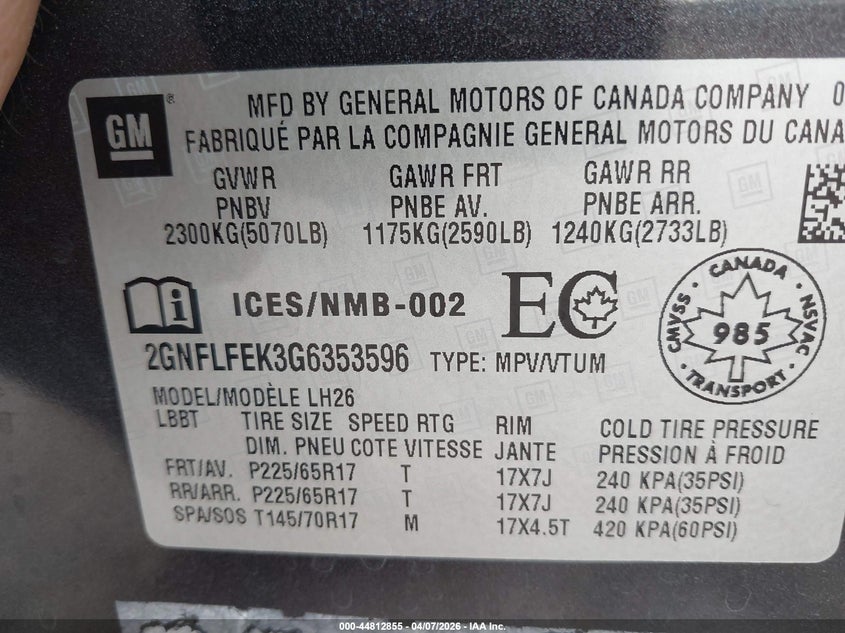 GM
MFD BY GENERAL MOTORS OF CANADA COMPANY 0
FABRIQUÉ PAR LA COMPAGNIE GENERAL MOTORS DU CANA
GVWR GAWR FRT GAWR RR
PNBV PNBE AV. PNBE ARR.
2300KG(5070LB) 1175KG(2590LB) 1240KG(2733LB)
ICES/NMB-002 EC
CANADA
CMVSS 985 NSVAC
TRANSPORT
2GNFLFEK3G6353596 TYPE: MPV/VTUM
MODEL/MODÈLE LH26
LBBT TIRE SIZE SPEED RTG RIM COLD TIRE PRESSURE
DIM. PNEU COTE VITESSE JANTE PRESSION À FROID
FRT/AV. P225/65R17 T 17X7J 240 KPA(35PSI)
RR/ARR. P225/65R17 T 17X7J 240 KPA(35PSI)
SPA/SOS T145/70R17 M 17X4.5T 420 KPA(60PSI)
000-44812855 - 04/07/2026 - IAA Inc.